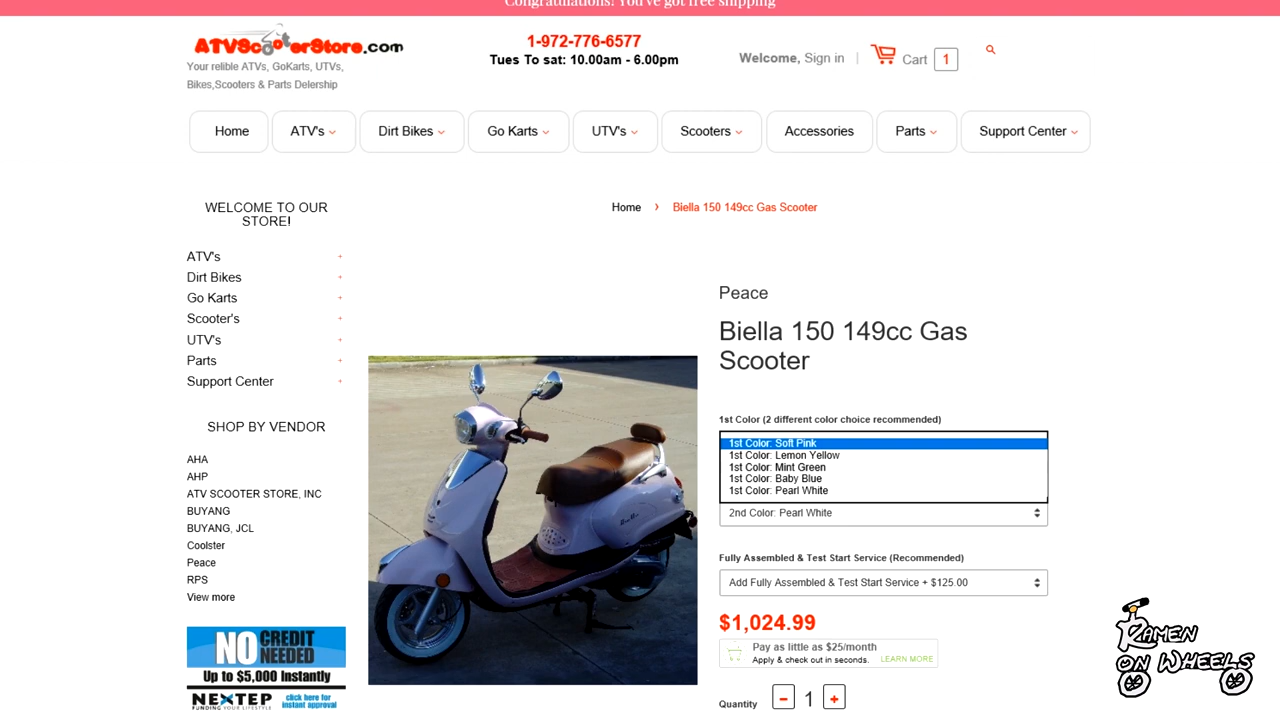 Congratulations! You've got free shipping
ATVScooterStore.com
Your relible ATVs, GoKarts, UTVs,
Bikes,Scooters & Parts Delership
1-972-776-6577
Tues To sat: 10.00am - 6.00pm
Welcome, Sign in | Cart 1
Home ATV's Dirt Bikes Go Karts UTV's Scooters Accessories Parts Support Center
WELCOME TO OUR
STORE!
ATV's +
Dirt Bikes +
Go Karts +
Scooter's +
UTV's +
Parts +
Support Center +
SHOP BY VENDOR
AHA
AHP
ATV SCOOTER STORE, INC
BUYANG
BUYANG, JCL
Coolster
Peace
RPS
View more
NO CREDIT
NEEDED
Up to $5,000 Instantly
NEXTEP
FUNDING YOUR LIFESTYLE
click here for
instant approval
Home › Biella 150 149cc Gas Scooter
Peace
Biella 150 149cc Gas
Scooter
1st Color (2 different color choice recommended)
1st Color: Soft Pink
1st Color: Lemon Yellow
1st Color: Mint Green
1st Color: Baby Blue
1st Color: Pearl White
2nd Color: Pearl White
Fully Assembled & Test Start Service (Recommended)
Add Fully Assembled & Test Start Service + $125.00
$1,024.99
Pay as little as $25/month
Apply & check out in seconds. LEARN MORE
Quantity - 1 +
RAMEN
ON WHEELS